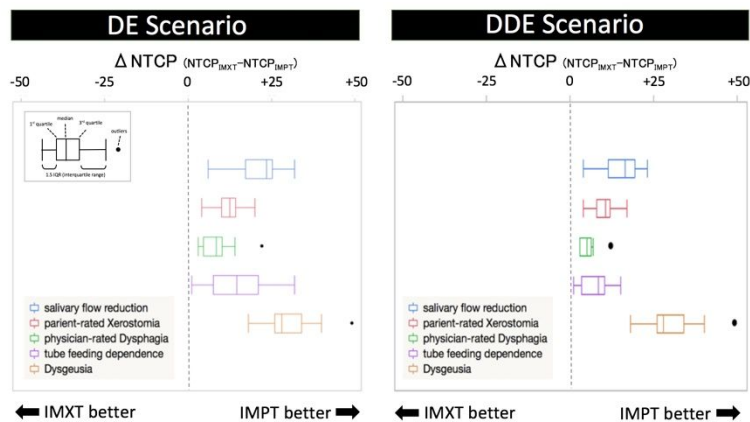 DE Scenario
Δ NTCP (NTCPIMXT−NTCPIMPT)
-50 0 +25 +50
median
1st quartile 3rd quartile
outliers
1.5 IQR (interquartile range)
salivary flow reduction
parient-rated Xerostomia
physician-rated Dysphagia
tube feeding dependence
Dysgeusia
IMXT better IMPT better
DDE Scenario
Δ NTCP (NTCPIMXT−NTCPIMPT)
-50 -25 0 +25 +50
salivary flow reduction
parient-rated Xerostomia
physician-rated Dysphagia
tube feeding dependence
Dysgeusia
IMXT better IMPT better